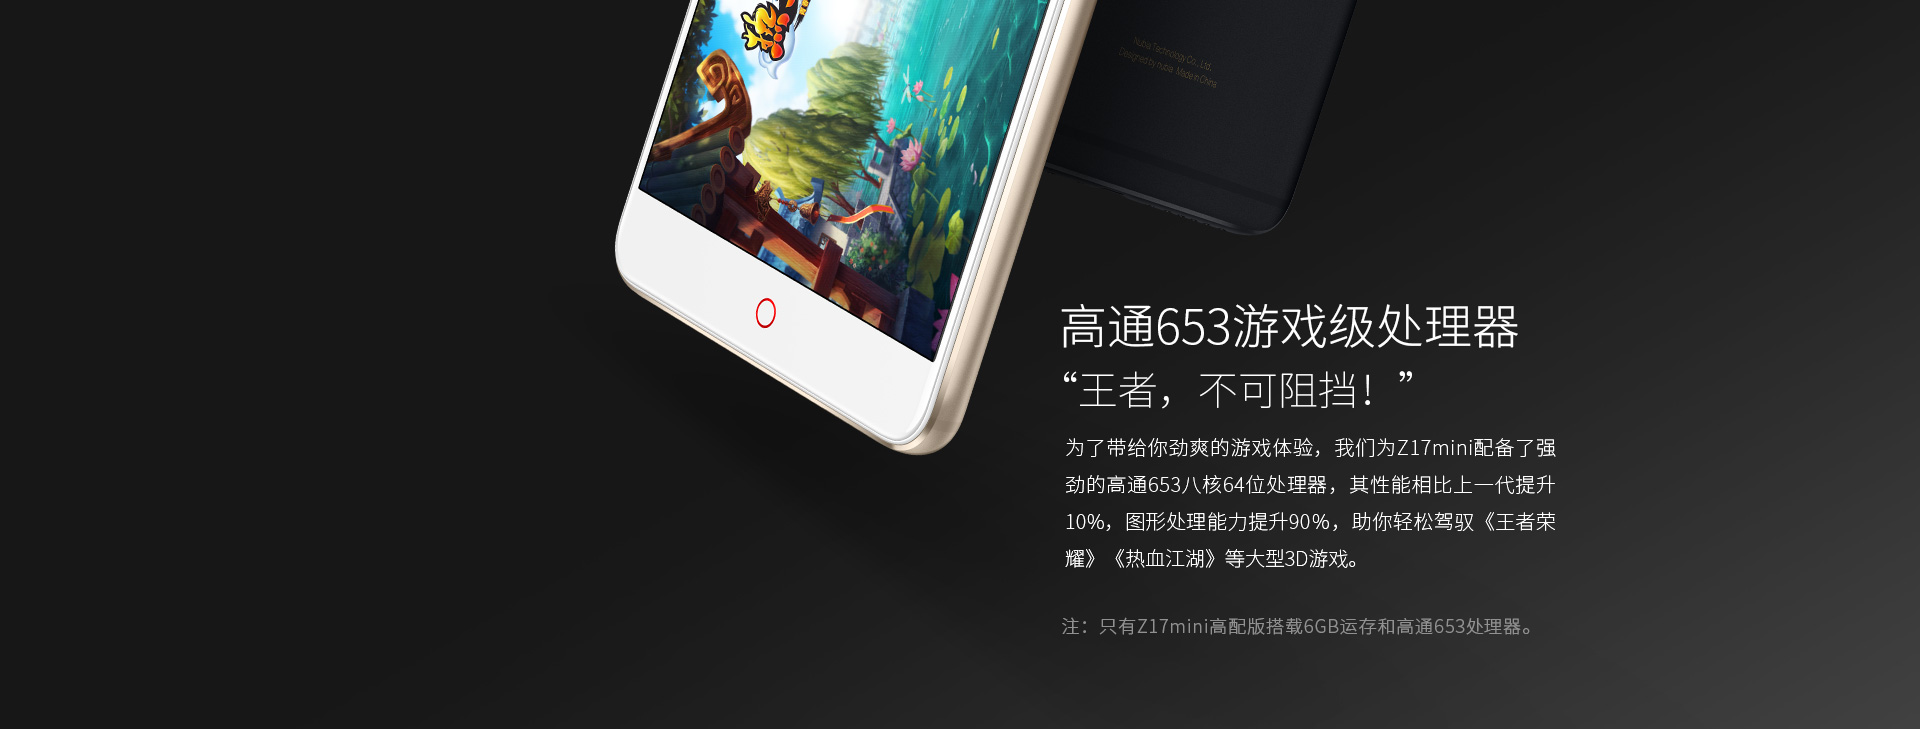 热
Nubia Technology Co., Ltd.
Designed by nubia · Made in China
高通653游戏级处理器
“王者，不可阻挡！”
为了带给你劲爽的游戏体验，我们为Z17mini配备了强
劲的高通653八核64位处理器，其性能相比上一代提升
10%，图形处理能力提升90%，助你轻松驾驭《王者荣
耀》《热血江湖》等大型3D游戏。
注：只有Z17mini高配版搭载6GB运存和高通653处理器。